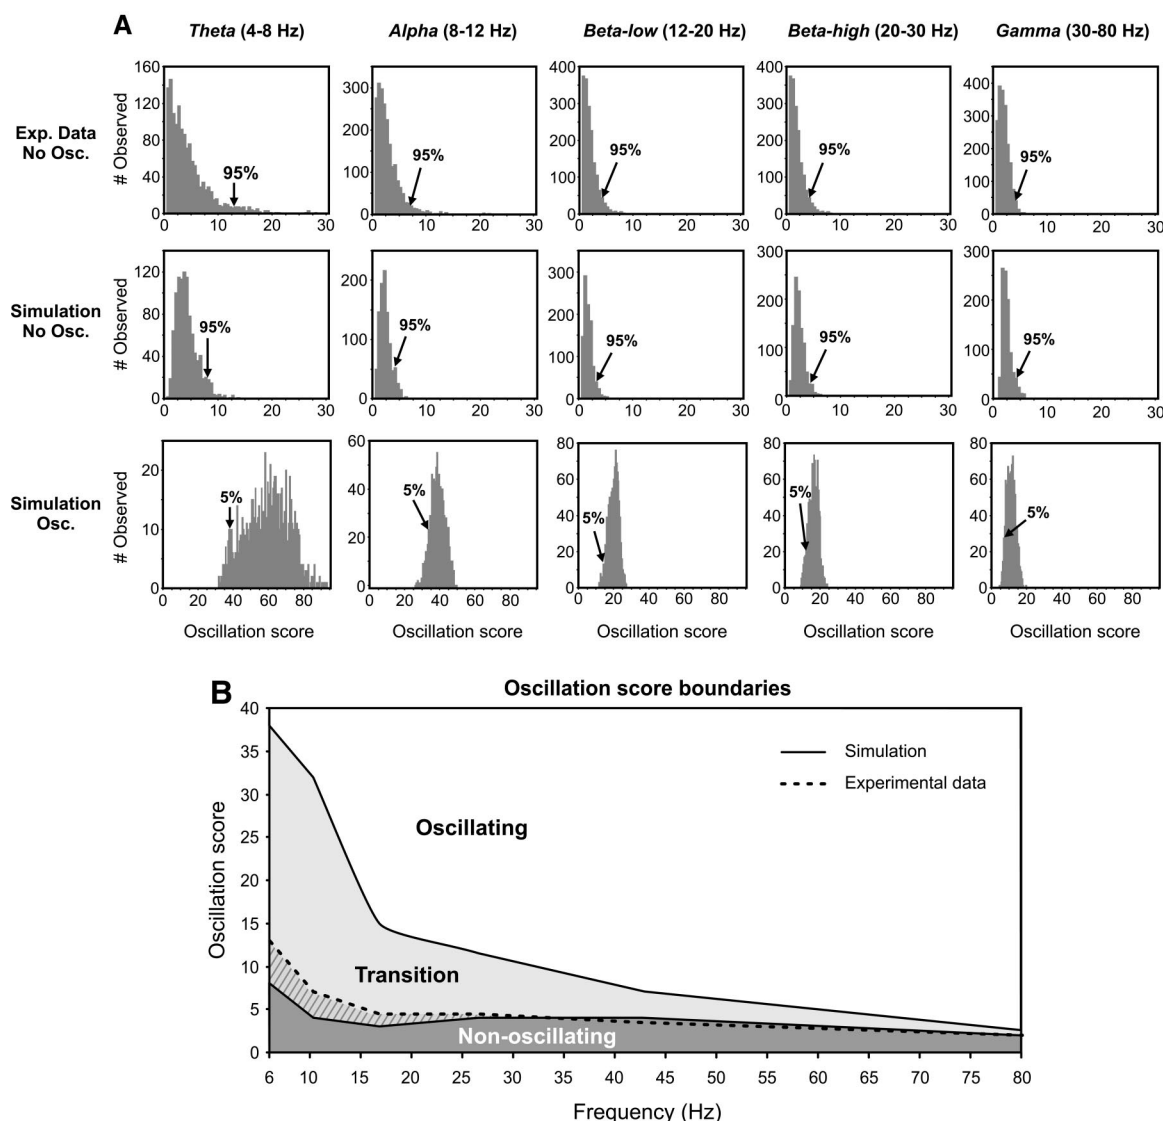 A
Theta (4-8 Hz) Alpha (8-12 Hz) Beta-low (12-20 Hz) Beta-high (20-30 Hz) Gamma (30-80 Hz)
Exp. Data
No Osc.
# Observed
160
120
80
40
0
95%
0 10 20 30
300
200
100
0
95%
0 10 20 30
400
300
200
100
0
95%
0 10 20 30
400
300
200
100
0
95%
0 10 20 30
400
300
200
100
0
95%
0 10 20 30
Simulation
No Osc.
# Observed
120
80
40
0
95%
0 10 20 30
200
100
0
95%
0 10 20 30
300
200
100
0
95%
0 10 20 30
300
200
100
0
95%
0 10 20 30
300
200
100
0
95%
0 10 20 30
Simulation
Osc.
# Observed
20
10
0
5%
0 20 40 60 80
Oscillation score
60
40
20
0
5%
0 20 40 60 80
Oscillation score
80
60
40
20
0
5%
0 20 40 60 80
Oscillation score
80
60
40
20
0
5%
0 20 40 60 80
Oscillation score
80
60
40
20
0
5%
0 20 40 60 80
Oscillation score
B
Oscillation score boundaries
Oscillation score
40
35
30
25
20
15
10
5
0
Simulation
Experimental data
Oscillating
Transition
Non-oscillating
6 10 15 20 25 30 35 40 45 50 55 60 65 70 75 80
Frequency (Hz)